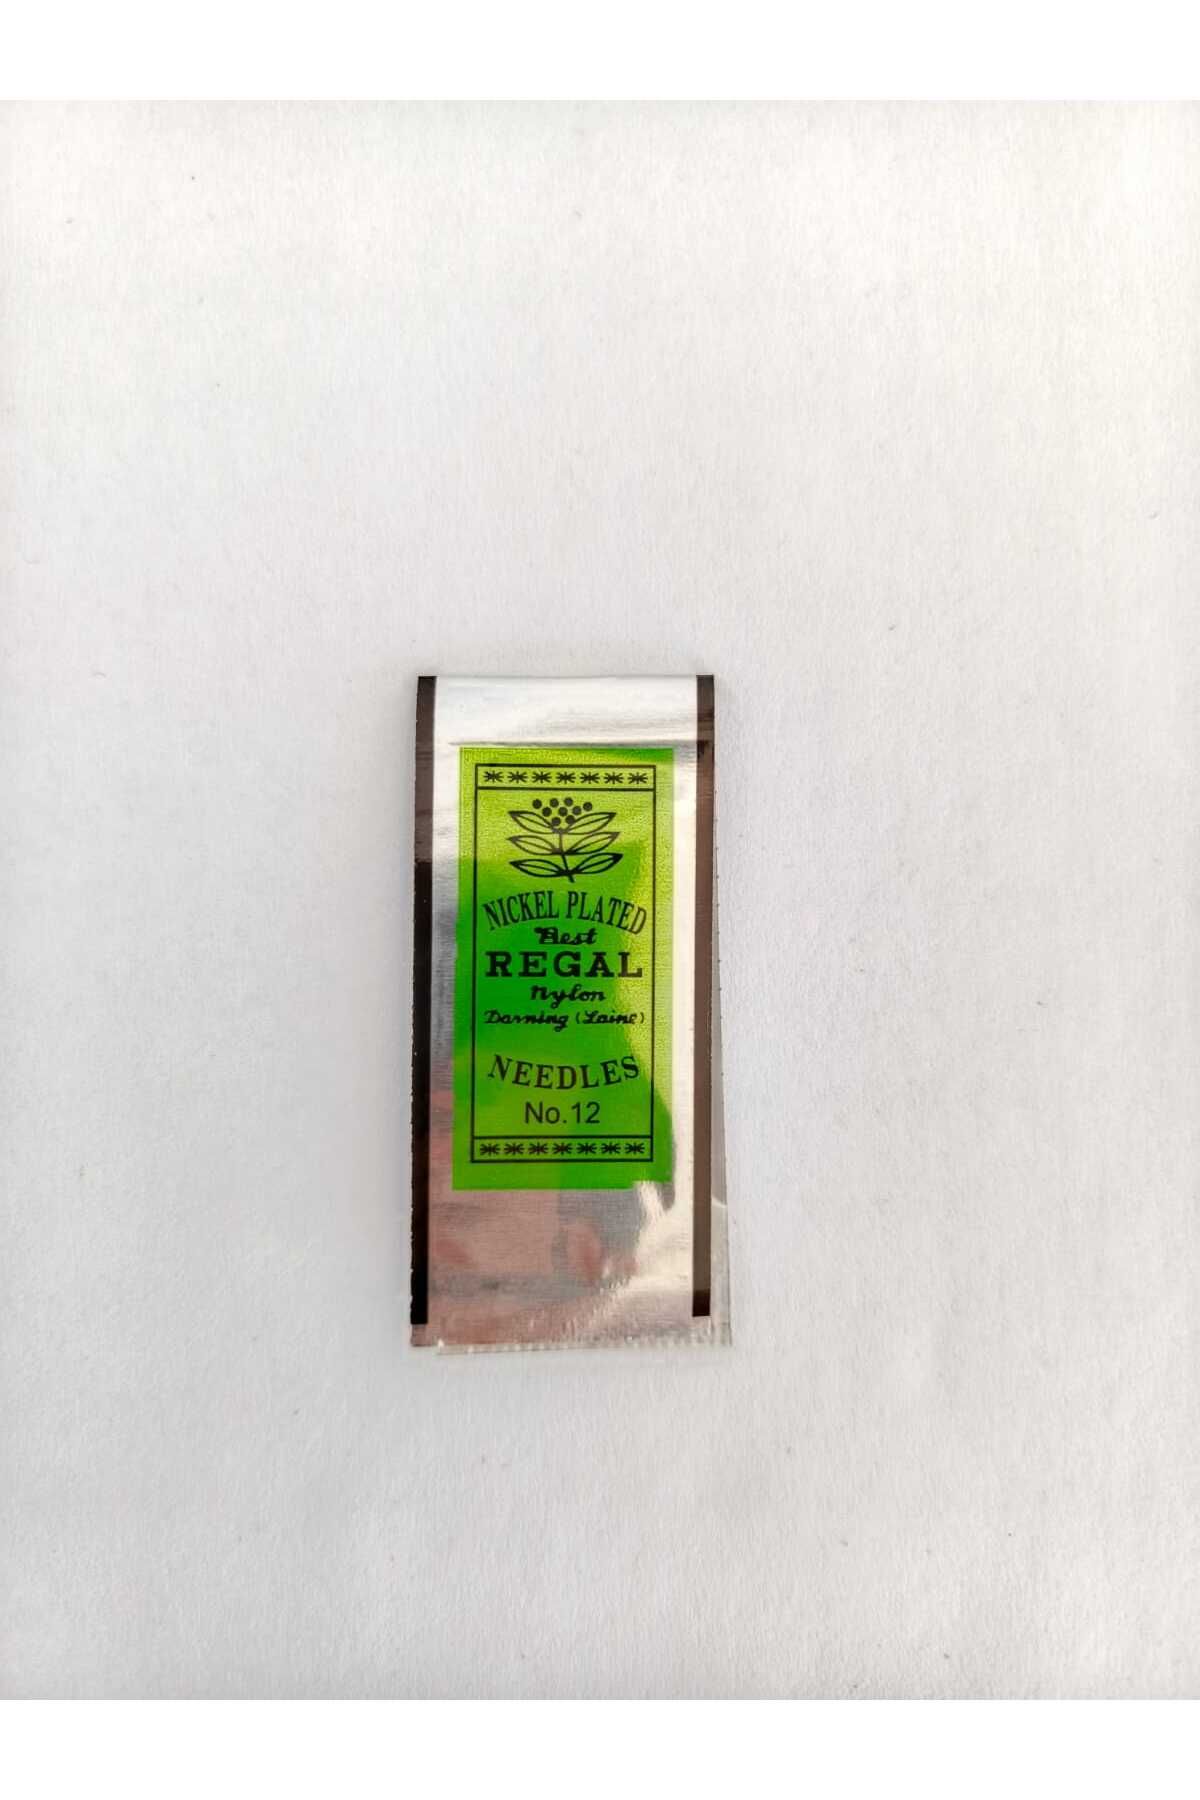 NICKEL PLATED
Best
REGAL
Nylon
Darning (Laine)
NEEDLES
No.12